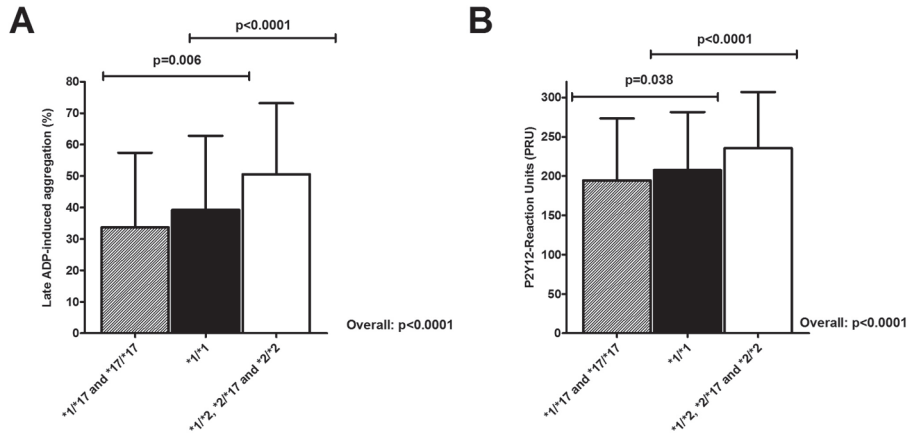 A
p<0.0001
p=0.006
Late ADP-induced aggregation (%)
80
70
60
50
40
30
20
10
0
Overall: p<0.0001
*1/*17 and *17/*17
*1/*1
*1/*2, *2/*17 and *2/*2
B
p<0.0001
p=0.038
P2Y12-Reaction Units (PRU)
300
250
200
150
100
50
0
Overall: p<0.0001
*1/*17 and *17/*17
*1/*1
*1/*2, *2/*17 and *2/*2